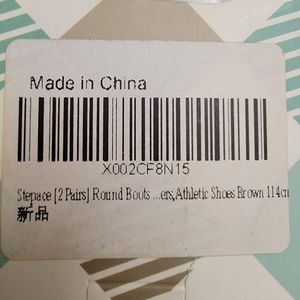 Made in China
X002CF8N15
Stepace [2 Pairs] Round Boots ...ers,Athletic Shoes Brown 114cm
新品